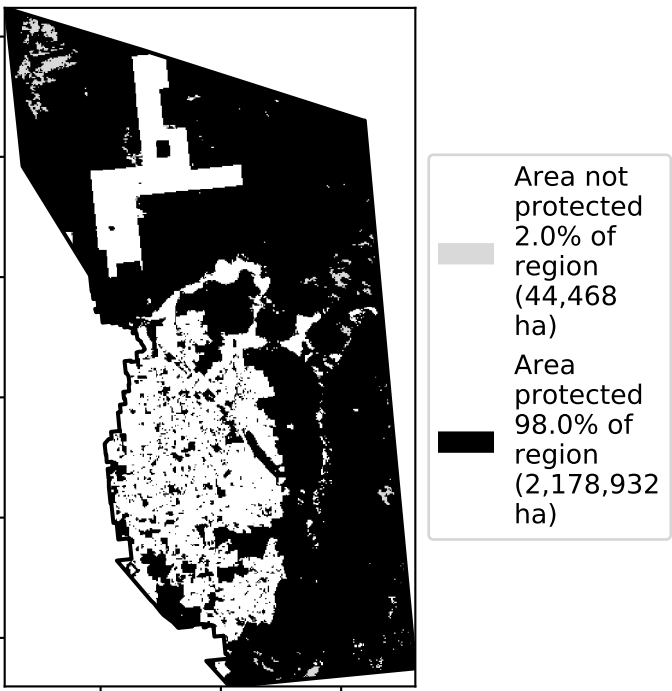 Area not
protected
2.0% of
region
(44,468
ha)
Area
protected
98.0% of
region
(2,178,932
ha)